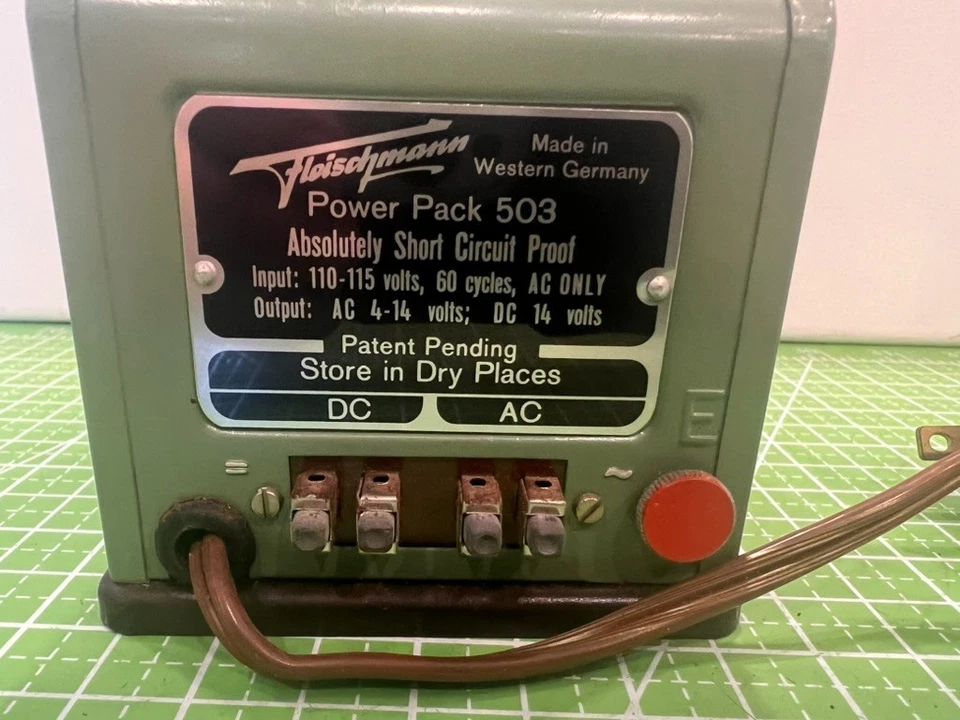 Fleischmann
Made in
Western Germany
Power Pack 503
Absolutely Short Circuit Proof
Input: 110-115 volts, 60 cycles, AC ONLY
Output: AC 4-14 volts; DC 14 volts
Patent Pending
Store in Dry Places
DC AC
E
= ~